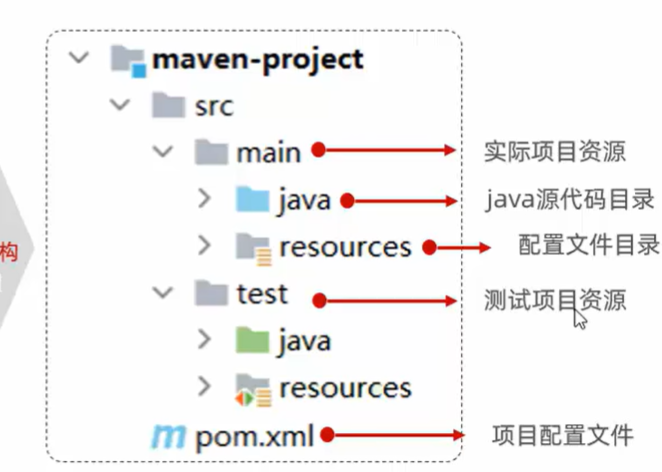 maven-project
src
main 实际项目资源
java java源代码目录
resources 配置文件目录
构
test 测试项目资源
java
resources
m pom.xml 项目配置文件